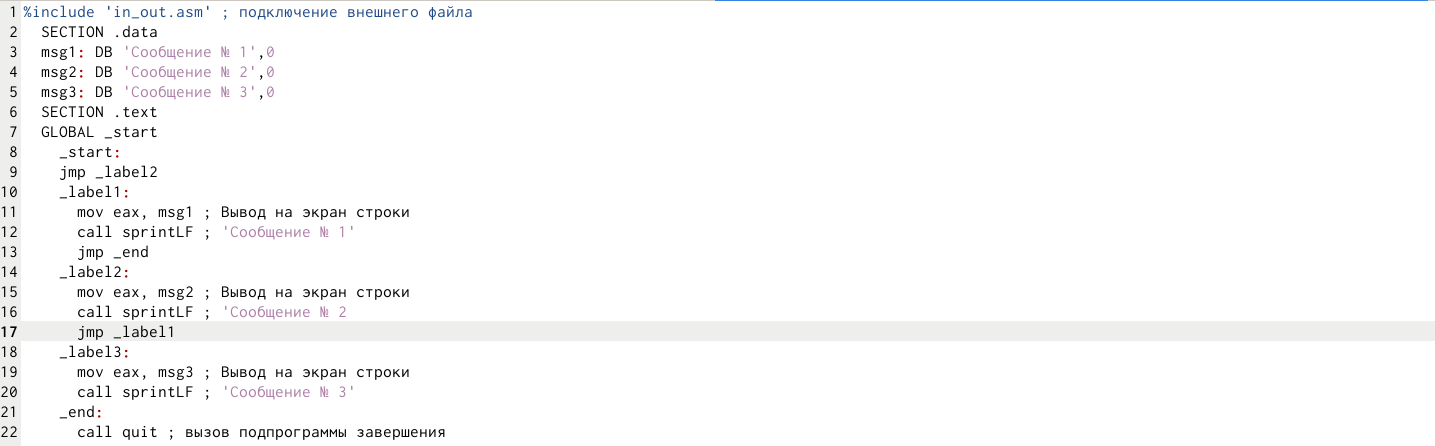 1 %include 'in_out.asm' ; подключение внешнего файла
2 SECTION .data
3 msg1: DB 'Сообщение № 1',0
4 msg2: DB 'Сообщение № 2',0
5 msg3: DB 'Сообщение № 3',0
6 SECTION .text
7 GLOBAL _start
8 _start:
9 jmp _label2
10 _label1:
11 mov eax, msg1 ; Вывод на экран строки
12 call sprintLF ; 'Сообщение № 1'
13 jmp _end
14 _label2:
15 mov eax, msg2 ; Вывод на экран строки
16 call sprintLF ; 'Сообщение № 2
17 jmp _label1
18 _label3:
19 mov eax, msg3 ; Вывод на экран строки
20 call sprintLF ; 'Сообщение № 3'
21 _end:
22 call quit ; вызов подпрограммы завершения